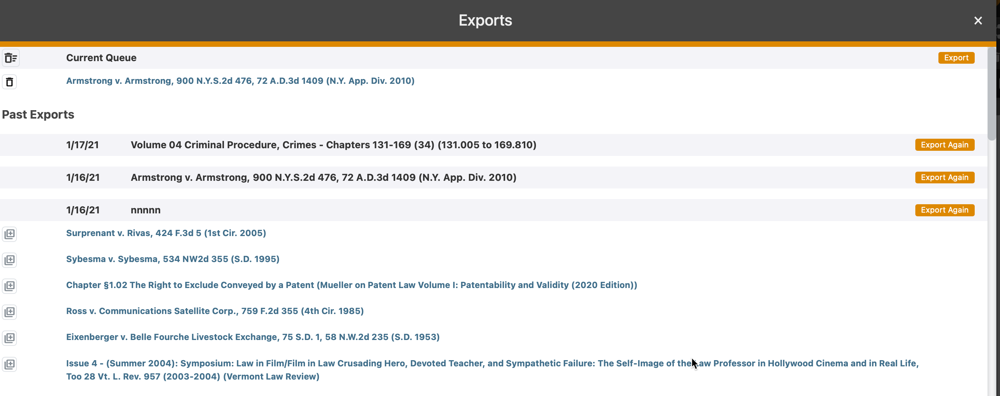 Exports
Current Queue
Export
Armstrong v. Armstrong, 900 N.Y.S.2d 476, 72 A.D.3d 1409 (N.Y. App. Div. 2010)
Past Exports
1/17/21 Volume 04 Criminal Procedure, Crimes - Chapters 131-169 (34) (131.005 to 169.810) Export Again
1/16/21 Armstrong v. Armstrong, 900 N.Y.S.2d 476, 72 A.D.3d 1409 (N.Y. App. Div. 2010) Export Again
1/16/21 nnnnn Export Again
Surprenant v. Rivas, 424 F.3d 5 (1st Cir. 2005)
Sybesma v. Sybesma, 534 NW2d 355 (S.D. 1995)
Chapter §1.02 The Right to Exclude Conveyed by a Patent (Mueller on Patent Law Volume I: Patentability and Validity (2020 Edition))
Ross v. Communications Satellite Corp., 759 F.2d 355 (4th Cir. 1985)
Eixenberger v. Belle Fourche Livestock Exchange, 75 S.D. 1, 58 N.W.2d 235 (S.D. 1953)
Issue 4 - (Summer 2004): Symposium: Law in Film/Film in Law Crusading Hero, Devoted Teacher, and Sympathetic Failure: The Self-Image of the Law Professor in Hollywood Cinema and in Real Life,
Too 28 Vt. L. Rev. 957 (2003-2004) (Vermont Law Review)